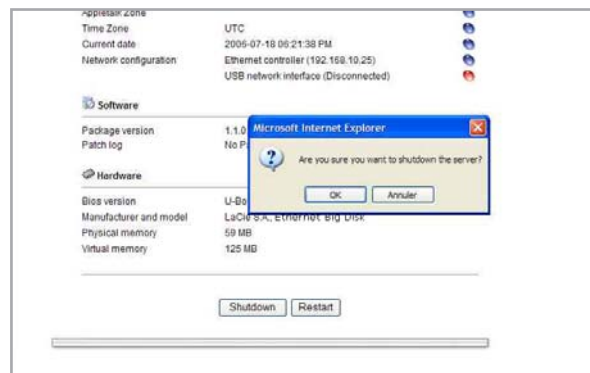 Appletalk Zone
Time Zone UTC
Current date 2006-07-18 06:21:38 PM
Network configuration Ethernet controller (192.168.10.25)
USB network interface (Disconnected)
Software
Package version 1.1.0
Patch log No P
Microsoft Internet Explorer
Are you sure you want to shutdown the server?
OK Annuler
Hardware
Bios version U-Bo
Manufacturer and model LaCie S.A., Ethernet Big Disk
Physical memory 59 MB
Virtual memory 125 MB
Shutdown Restart